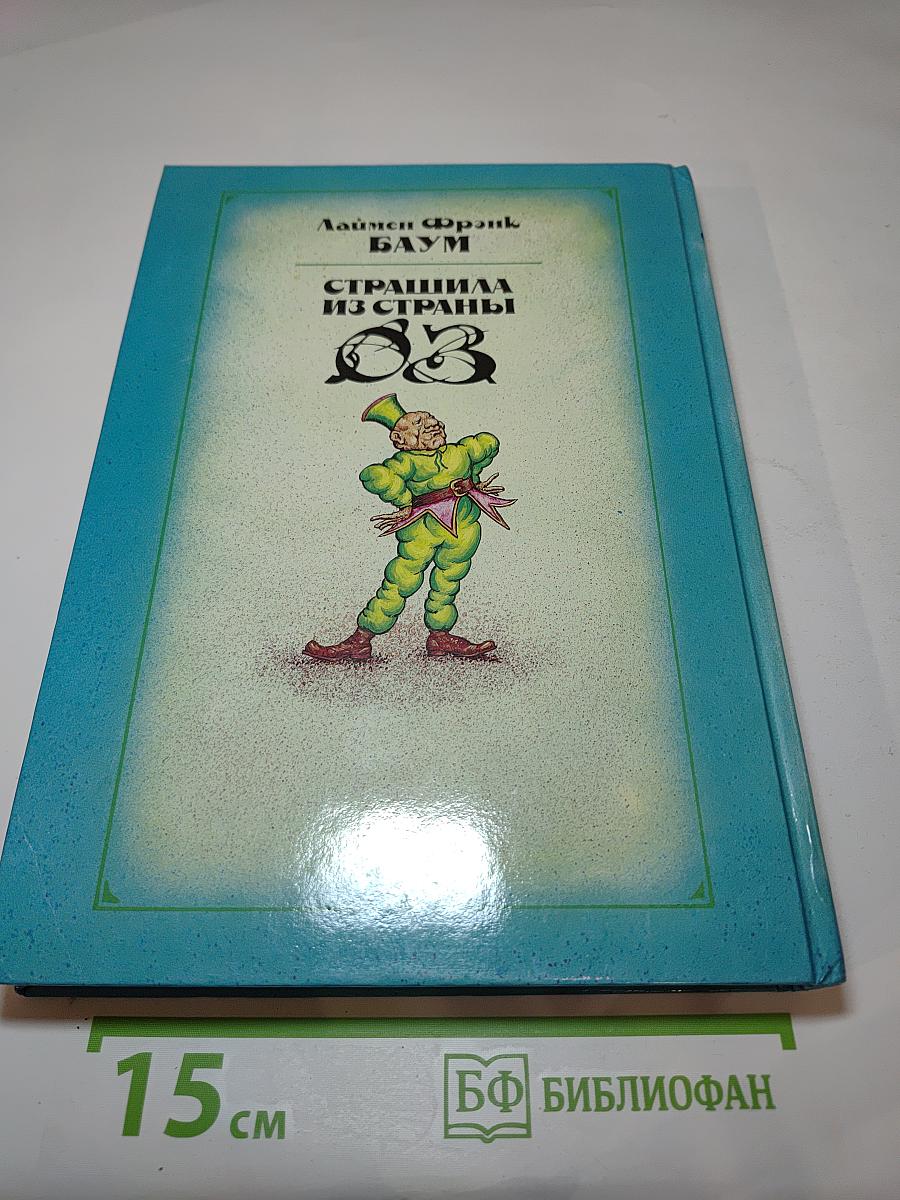 Лаймен Фрэнк
БАУМ
СТРАШИЛА
ИЗ СТРАНЫ
ОЗ
15 см
БФ БИБЛИОФАН